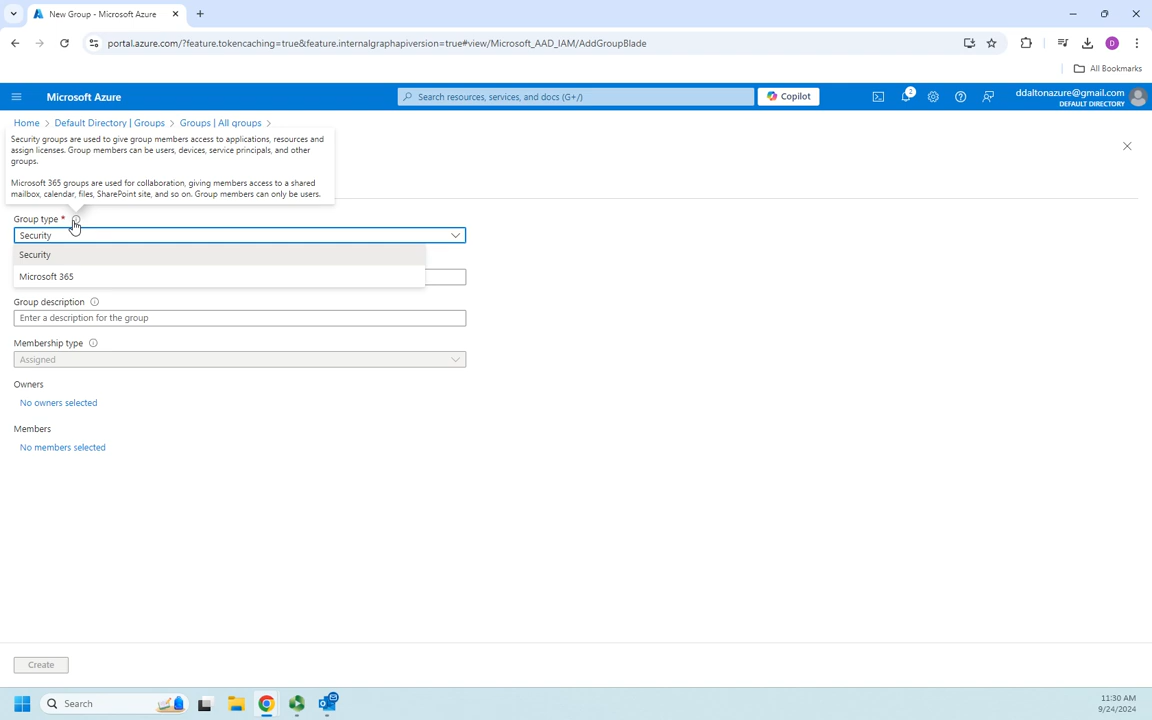 New Group - Microsoft Azure
portal.azure.com/?feature.tokencaching=true&feature.internalgraphapiversion=true#view/Microsoft_AAD_IAM/AddGroupBlade
D
All Bookmarks
Microsoft Azure
Search resources, services, and docs (G+/)
Copilot
2
ddaltonazure@gmail.com
DEFAULT DIRECTORY
Home > Default Directory | Groups > Groups | All groups >
Security groups are used to give group members access to applications, resources and
assign licenses. Group members can be users, devices, service principals, and other
groups.
Microsoft 365 groups are used for collaboration, giving members access to a shared
mailbox, calendar, files, SharePoint site, and so on. Group members can only be users.
Group type *
Security
Security
Microsoft 365
Group description
Enter a description for the group
Membership type
Assigned
Owners
No owners selected
Members
No members selected
Create
Search
11:30 AM
9/24/2024